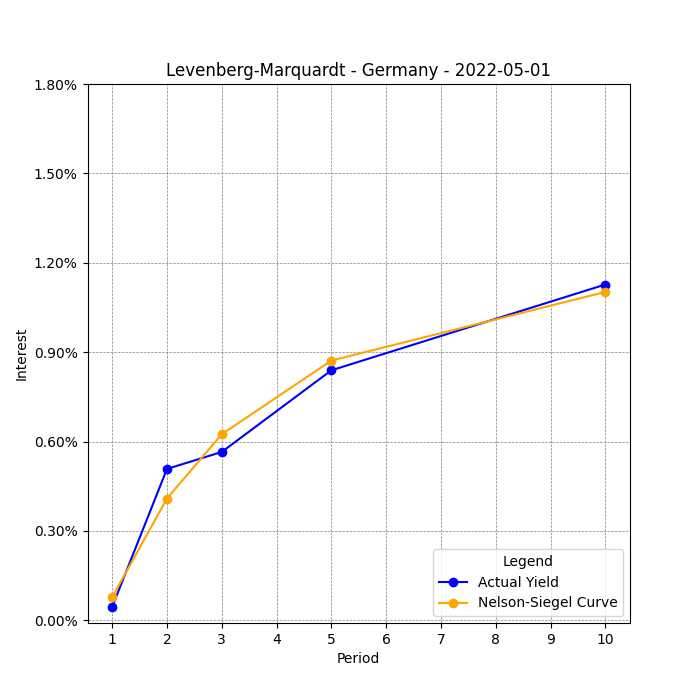 Levenberg-Marquardt - Germany - 2022-05-01
1.80%
1.50%
1.20%
0.90%
0.60%
0.30%
0.00%
Interest
1 2 3 4 5 6 7 8 9 10
Period
Legend
Actual Yield
Nelson-Siegel Curve